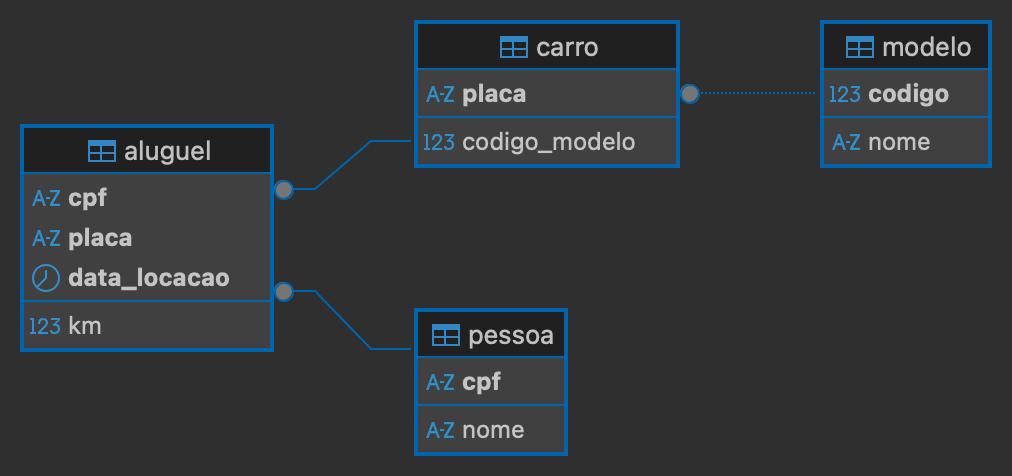 aluguel
A-Z cpf
A-Z placa
data_locacao
123 km
carro
A-Z placa
123 codigo_modelo
modelo
123 codigo
A-Z nome
pessoa
A-Z cpf
A-Z nome